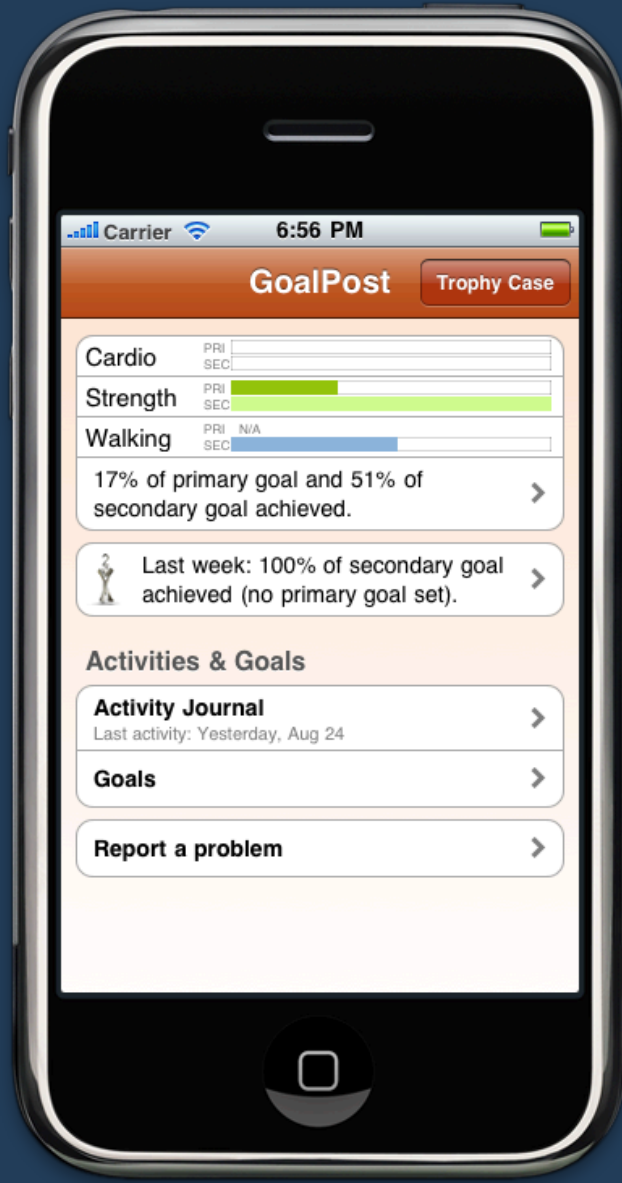 Carrier 6:56 PM
GoalPost Trophy Case
Cardio PRI
SEC
Strength PRI
SEC
Walking PRI N/A
SEC
17% of primary goal and 51% of
secondary goal achieved.
Last week: 100% of secondary goal
achieved (no primary goal set).
Activities & Goals
Activity Journal
Last activity: Yesterday, Aug 24
Goals
Report a problem